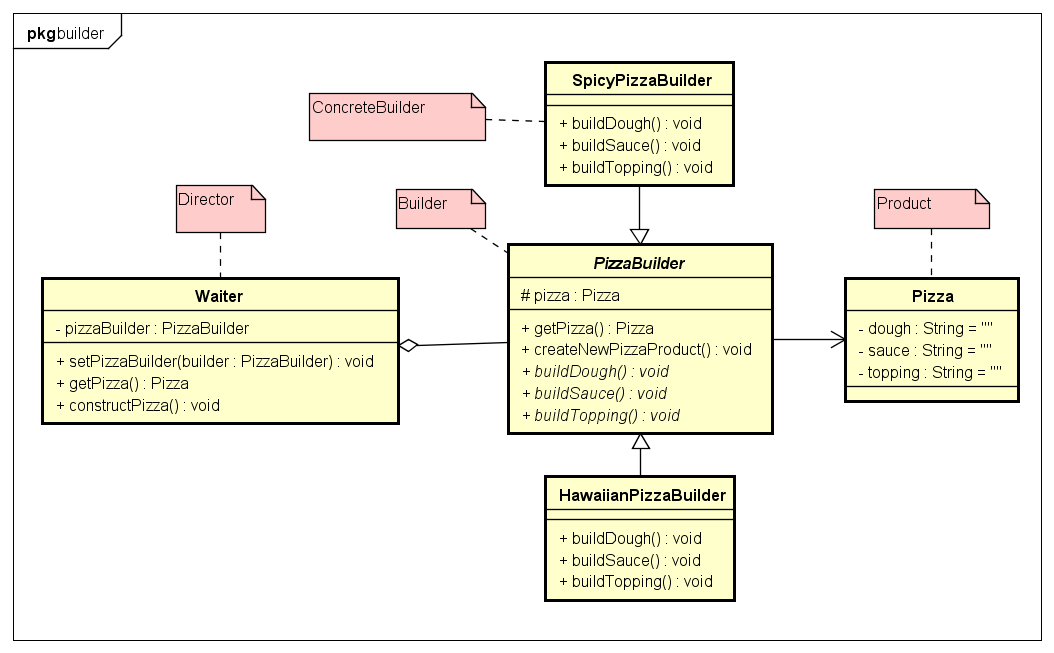 pkg builder
SpicyPizzaBuilder
+ buildDough() : void
+ buildSauce() : void
+ buildTopping() : void
ConcreteBuilder
Director
Builder
Product
Waiter
- pizzaBuilder : PizzaBuilder
+ setPizzaBuilder(builder : PizzaBuilder) : void
+ getPizza() : Pizza
+ constructPizza() : void
PizzaBuilder
# pizza : Pizza
+ getPizza() : Pizza
+ createNewPizzaProduct() : void
+ buildDough() : void
+ buildSauce() : void
+ buildTopping() : void
Pizza
- dough : String = ""
- sauce : String = ""
- topping : String = ""
HawaiianPizzaBuilder
+ buildDough() : void
+ buildSauce() : void
+ buildTopping() : void